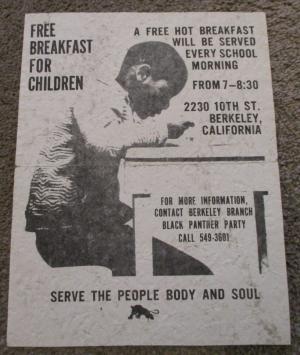 FREE
BREAKFAST
FOR
CHILDREN
A FREE HOT BREAKFAST
WILL BE SERVED
EVERY SCHOOL
MORNING
FROM 7-8:30
2230 10TH ST.
BERKELEY,
CALIFORNIA
FOR MORE INFORMATION,
CONTACT BERKELEY BRANCH
BLACK PANTHER PARTY
CALL 549-3601
SERVE THE PEOPLE BODY AND SOUL